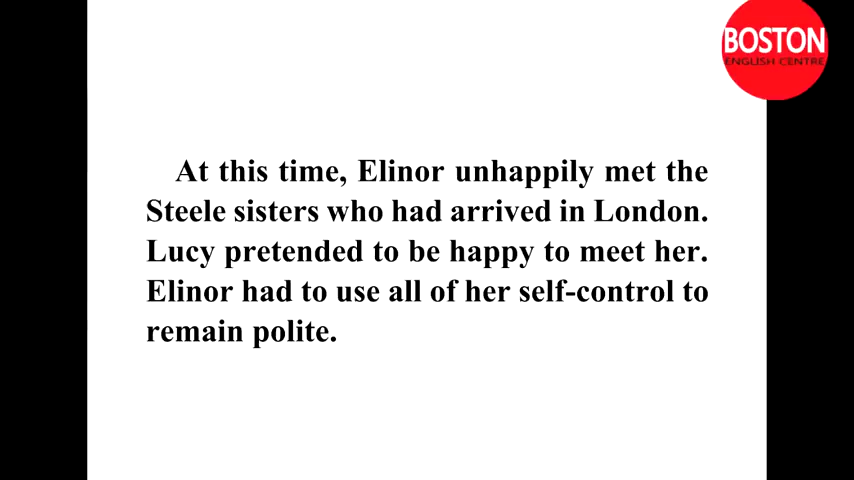 BOSTON
ENGLISH CENTRE
At this time, Elinor unhappily met the
Steele sisters who had arrived in London.
Lucy pretended to be happy to meet her.
Elinor had to use all of her self-control to
remain polite.